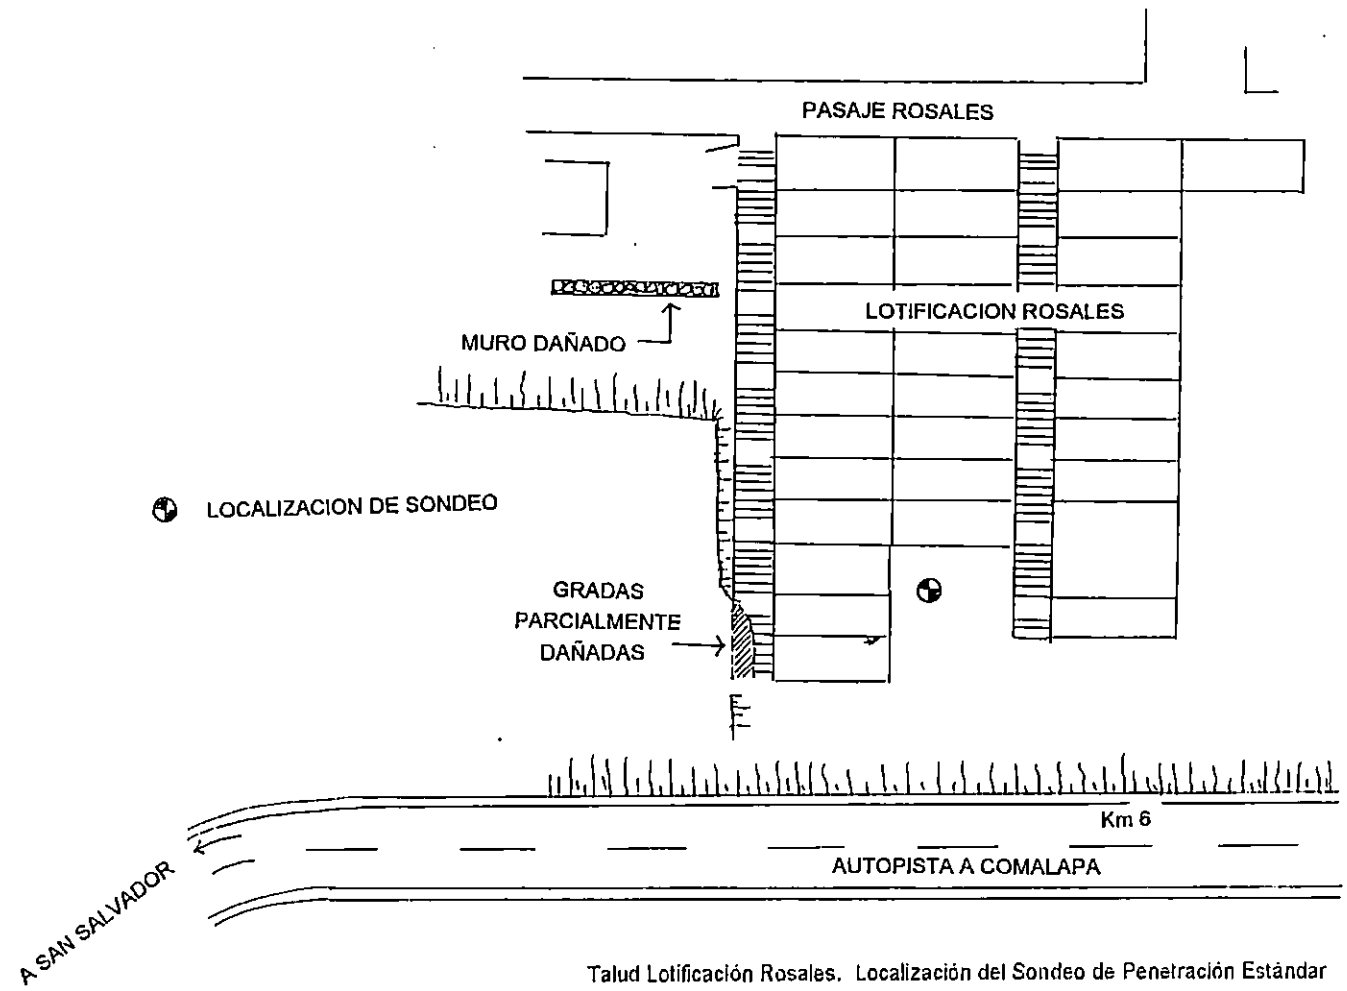 PASAJE ROSALES
LOTIFICACION ROSALES
MURO DAÑADO
LOCALIZACION DE SONDEO
GRADAS
PARCIALMENTE
DAÑADAS
Km 6
AUTOPISTA A COMALAPA
A SAN SALVADOR
Talud Lotificación Rosales. Localización del Sondeo de Penetración Estándar